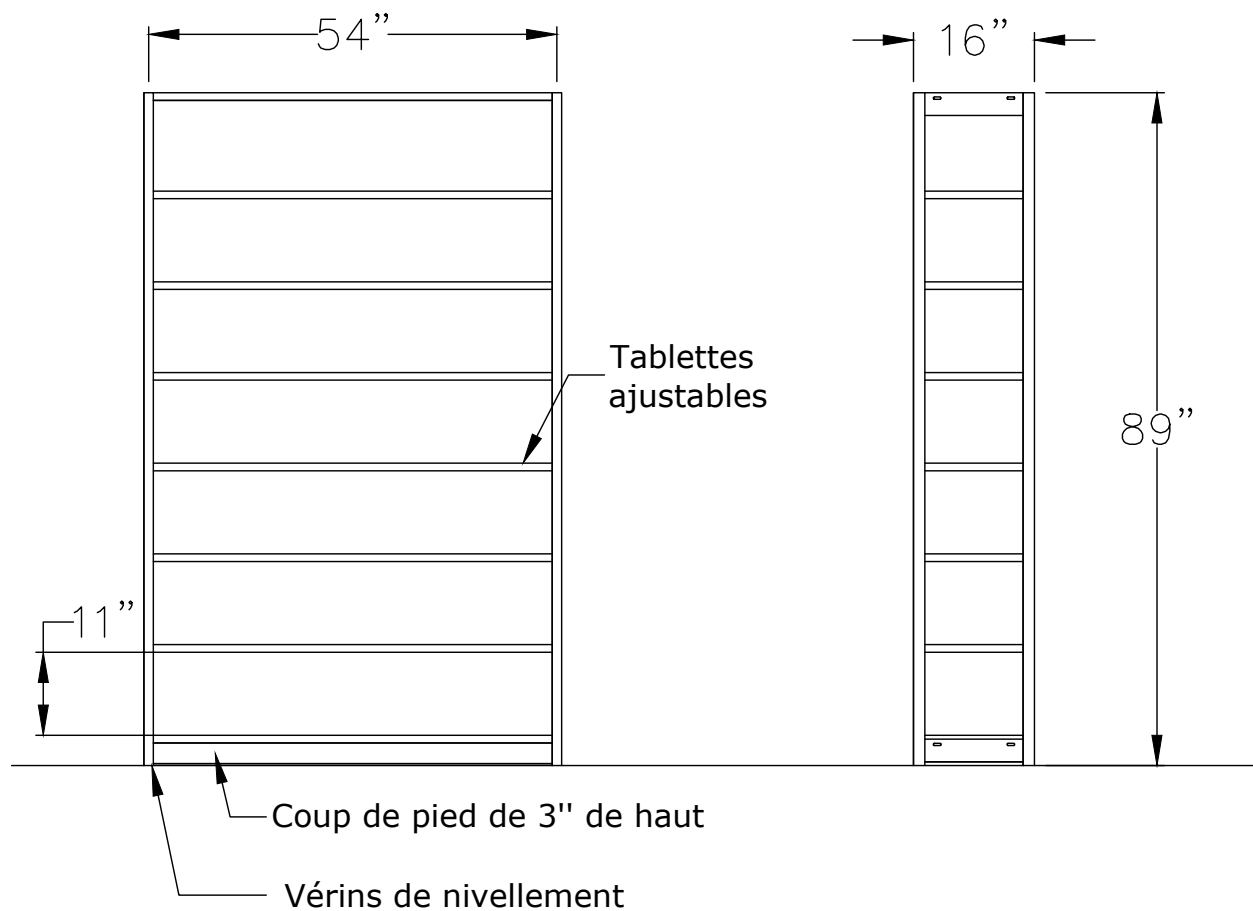 54”
16”
Tablettes
ajustables
89”
11”
Coup de pied de 3'' de haut
Vérins de nivellement